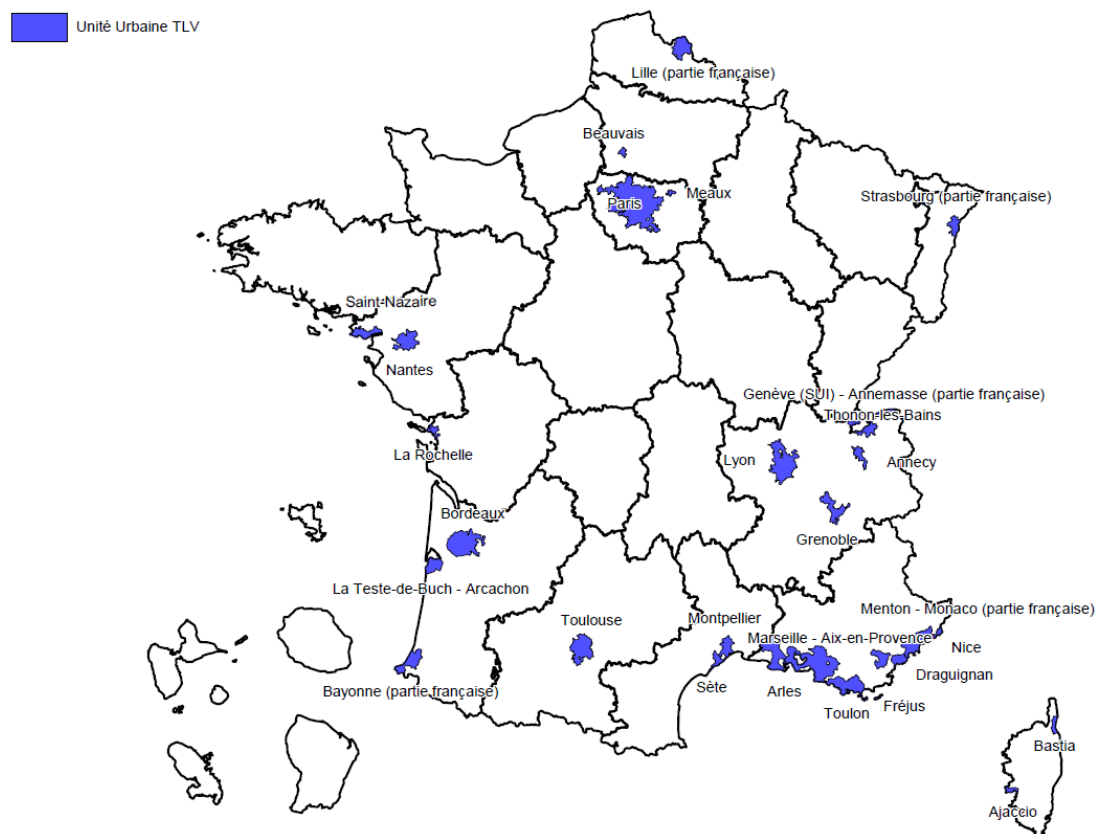 Unité Urbaine TLV
Lille (partie française)
Beauvais
Meaux
Paris
Strasbourg (partie française)
Saint-Nazaire
Nantes
Genève (SUI) - Annemasse (partie française)
Thonon-les-Bains
La Rochelle
Lyon
Annecy
Bordeaux
Grenoble
La Teste-de-Buch - Arcachon
Menton - Monaco (partie française)
Toulouse
Montpellier
Marseille - Aix-en-Provence
Nice
Draguignan
Bayonne (partie française)
Sète
Arles
Fréjus
Toulon
Bastia
Ajaccio